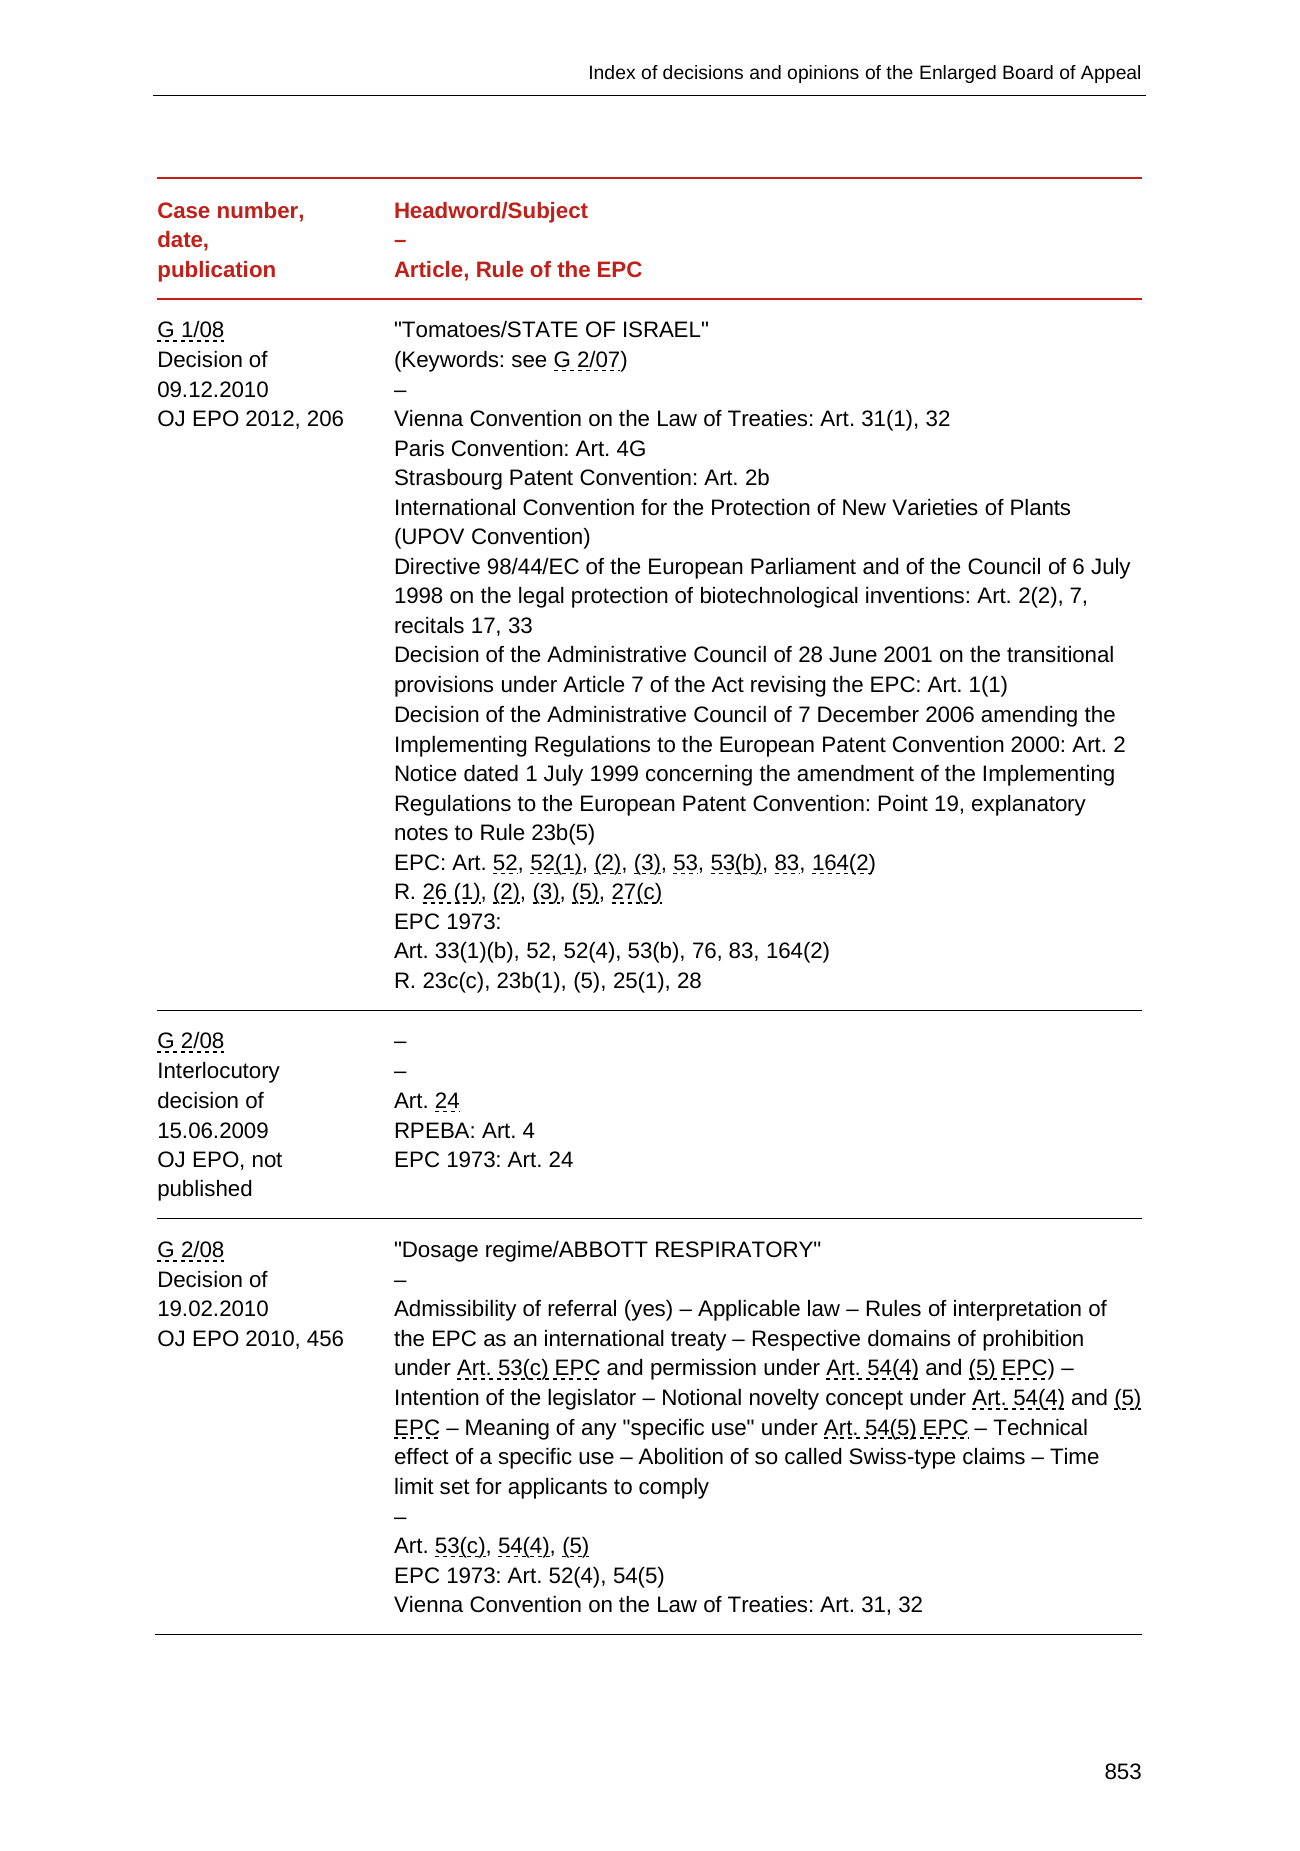 Index of decisions and opinions of the Enlarged Board of Appeal
Case number,
date,
publication
Headword/Subject
–
Article, Rule of the EPC
G 1/08
Decision of
09.12.2010
OJ EPO 2012, 206
"Tomatoes/STATE OF ISRAEL"
(Keywords: see G 2/07)
–
Vienna Convention on the Law of Treaties: Art. 31(1), 32
Paris Convention: Art. 4G
Strasbourg Patent Convention: Art. 2b
International Convention for the Protection of New Varieties of Plants
(UPOV Convention)
Directive 98/44/EC of the European Parliament and of the Council of 6 July
1998 on the legal protection of biotechnological inventions: Art. 2(2), 7,
recitals 17, 33
Decision of the Administrative Council of 28 June 2001 on the transitional
provisions under Article 7 of the Act revising the EPC: Art. 1(1)
Decision of the Administrative Council of 7 December 2006 amending the
Implementing Regulations to the European Patent Convention 2000: Art. 2
Notice dated 1 July 1999 concerning the amendment of the Implementing
Regulations to the European Patent Convention: Point 19, explanatory
notes to Rule 23b(5)
EPC: Art. 52, 52(1), (2), (3), 53, 53(b), 83, 164(2)
R. 26 (1), (2), (3), (5), 27(c)
EPC 1973:
Art. 33(1)(b), 52, 52(4), 53(b), 76, 83, 164(2)
R. 23c(c), 23b(1), (5), 25(1), 28
G 2/08
Interlocutory
decision of
15.06.2009
OJ EPO, not
published
–
–
Art. 24
RPEBA: Art. 4
EPC 1973: Art. 24
G 2/08
Decision of
19.02.2010
OJ EPO 2010, 456
"Dosage regime/ABBOTT RESPIRATORY"
–
Admissibility of referral (yes) – Applicable law – Rules of interpretation of
the EPC as an international treaty – Respective domains of prohibition
under Art. 53(c) EPC and permission under Art. 54(4) and (5) EPC) –
Intention of the legislator – Notional novelty concept under Art. 54(4) and (5)
EPC – Meaning of any "specific use" under Art. 54(5) EPC – Technical
effect of a specific use – Abolition of so called Swiss-type claims – Time
limit set for applicants to comply
–
Art. 53(c), 54(4), (5)
EPC 1973: Art. 52(4), 54(5)
Vienna Convention on the Law of Treaties: Art. 31, 32
853